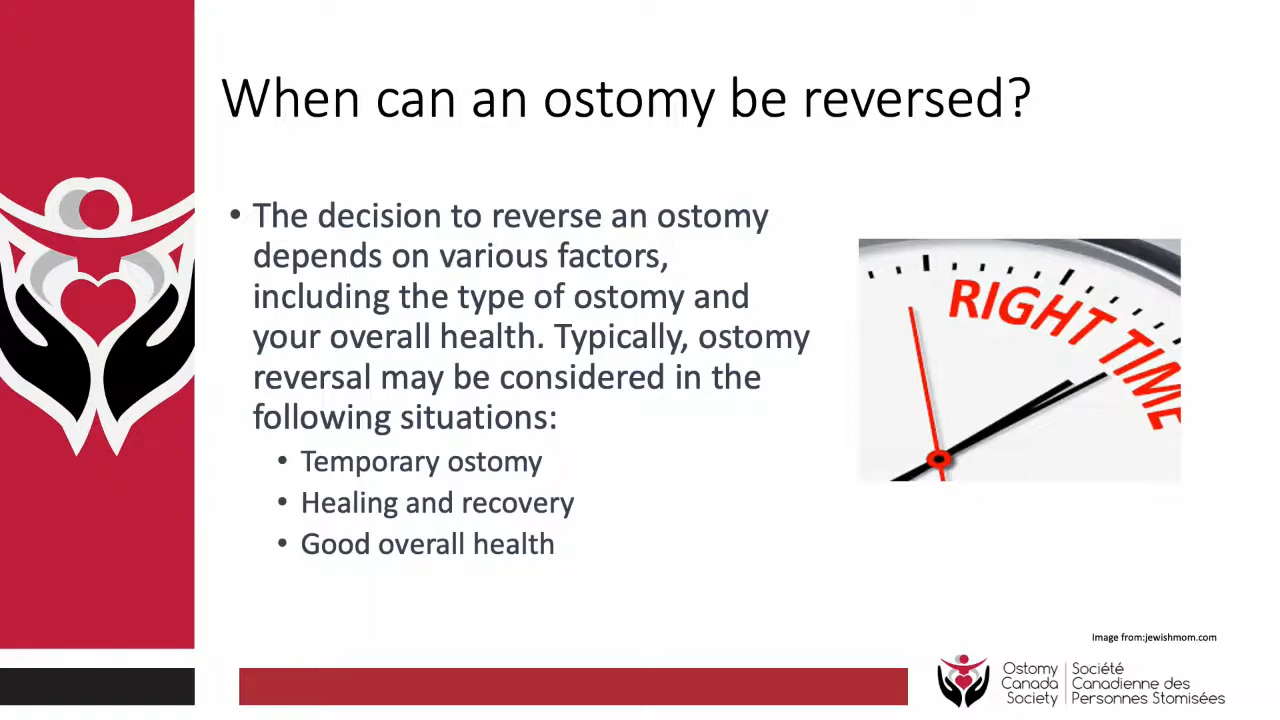 When can an ostomy be reversed?
• The decision to reverse an ostomy
depends on various factors,
including the type of ostomy and
your overall health. Typically, ostomy
reversal may be considered in the
following situations:
• Temporary ostomy
• Healing and recovery
• Good overall health
RIGHT TIME
Image from:jewishmom.com
Ostomy
Canada
Society
Société
Canadienne des
Personnes Stomisées